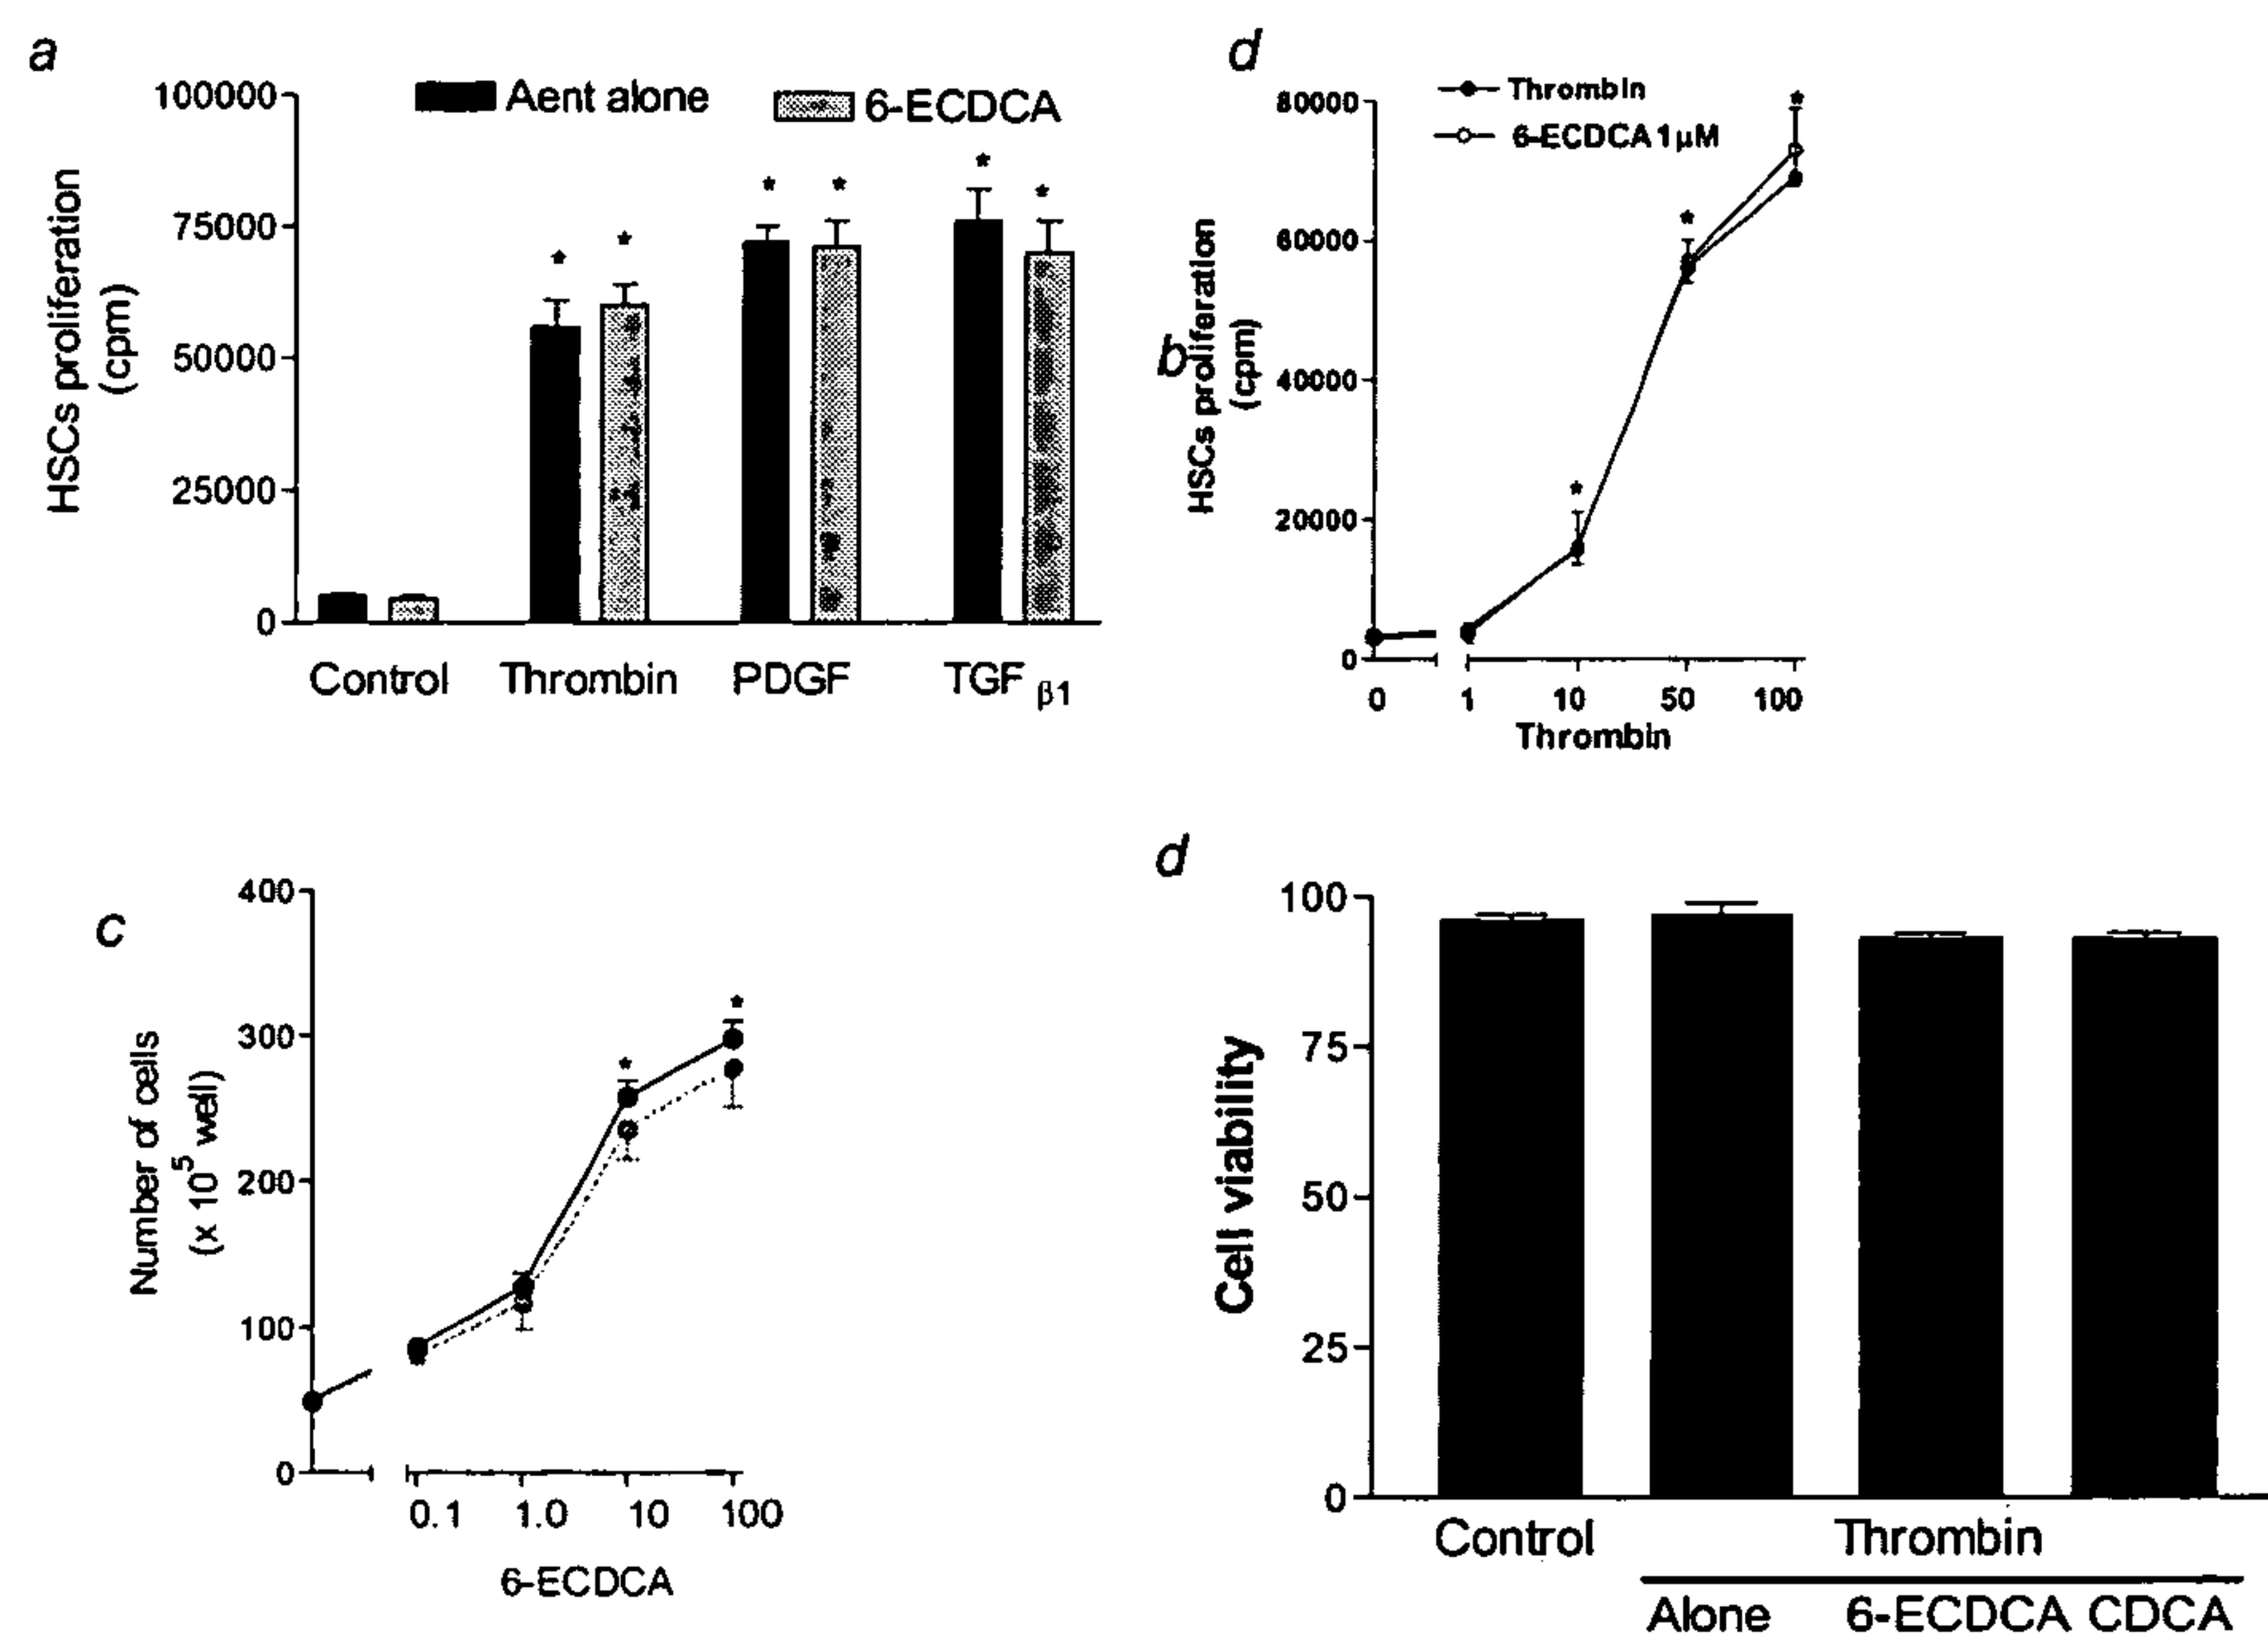 a
Aent alone
6-ECDCA
100000
75000
50000
25000
0
HSCs proliferation
(cpm)
* * * * * *
Control Thrombin PDGF TGF β1
d
Thrombin
6-ECDCA 1µM
80000
60000
40000
20000
0
b
HSCs proliferation
(cpm)
* * *
0 1 10 50 100
Thrombin
c
400
300
200
100
0
Number of cells
(x 10⁵ well)
* *
0.1 1.0 10 100
6-ECDCA
d
100
75
50
25
0
Cell viability
Control Thrombin
Alone 6-ECDCA CDCA